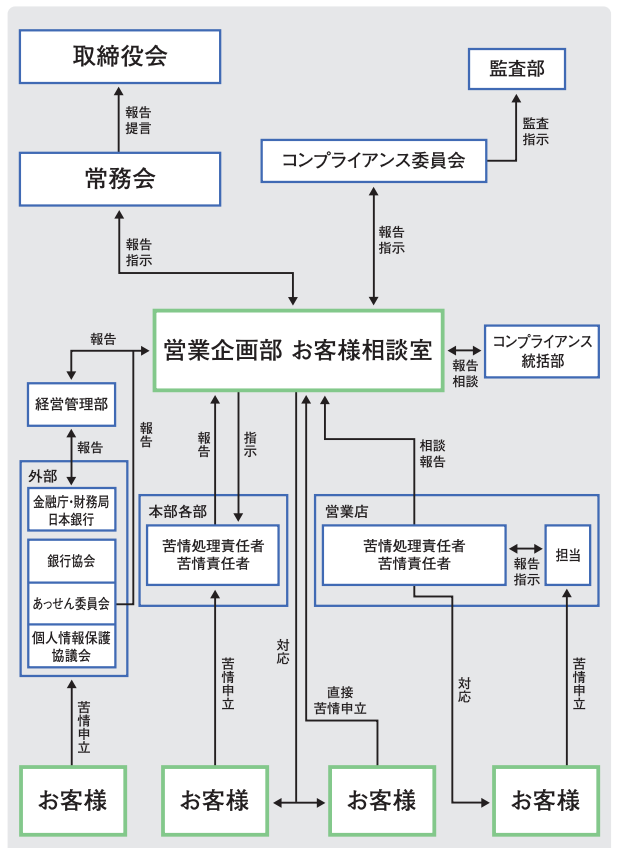 取締役会
監査部
報告
提言
監査
指示
コンプライアンス委員会
常務会
報告
指示
報告
指示
営業企画部 お客様相談室
報告
コンプライアンス
統括部
報告
相談
経営管理部
報告
報告
報告
指示
相談
報告
外部
金融庁・財務局
日本銀行
銀行協会
あっせん委員会
個人情報保護
協議会
本部各部
苦情処理責任者
苦情責任者
営業店
苦情処理責任者
苦情責任者
報告
指示
担当
苦情申立
苦情申立
対応
直接
苦情申立
対応
苦情申立
お客様
お客様
お客様
お客様